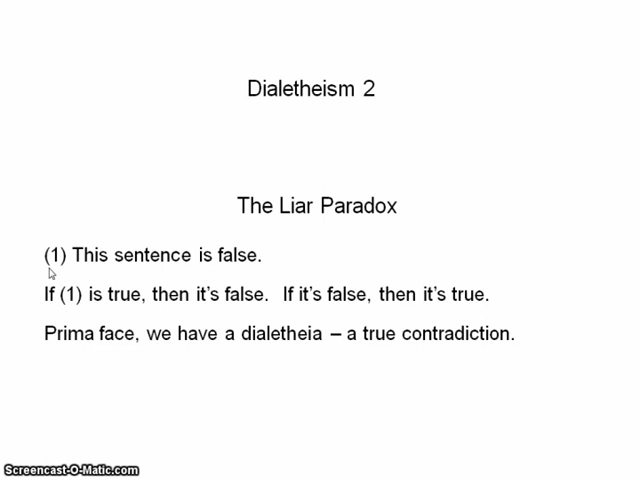 Dialetheism 2
The Liar Paradox
(1) This sentence is false.
If (1) is true, then it's false.  If it's false, then it's true.
Prima face, we have a dialetheia – a true contradiction.
Screencast-O-Matic.com